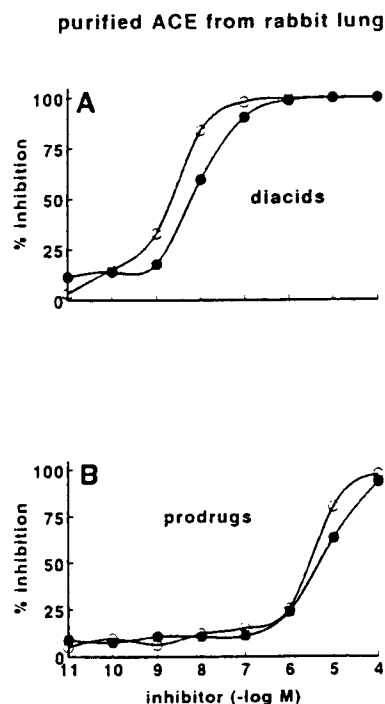 purified ACE from rabbit lung
A
100
75
50
25
0
% inhibition
diacids
B
100
75
50
25
0
% inhibition
prodrugs
11 10 9 8 7 6 5 4
inhibitor (-log M)